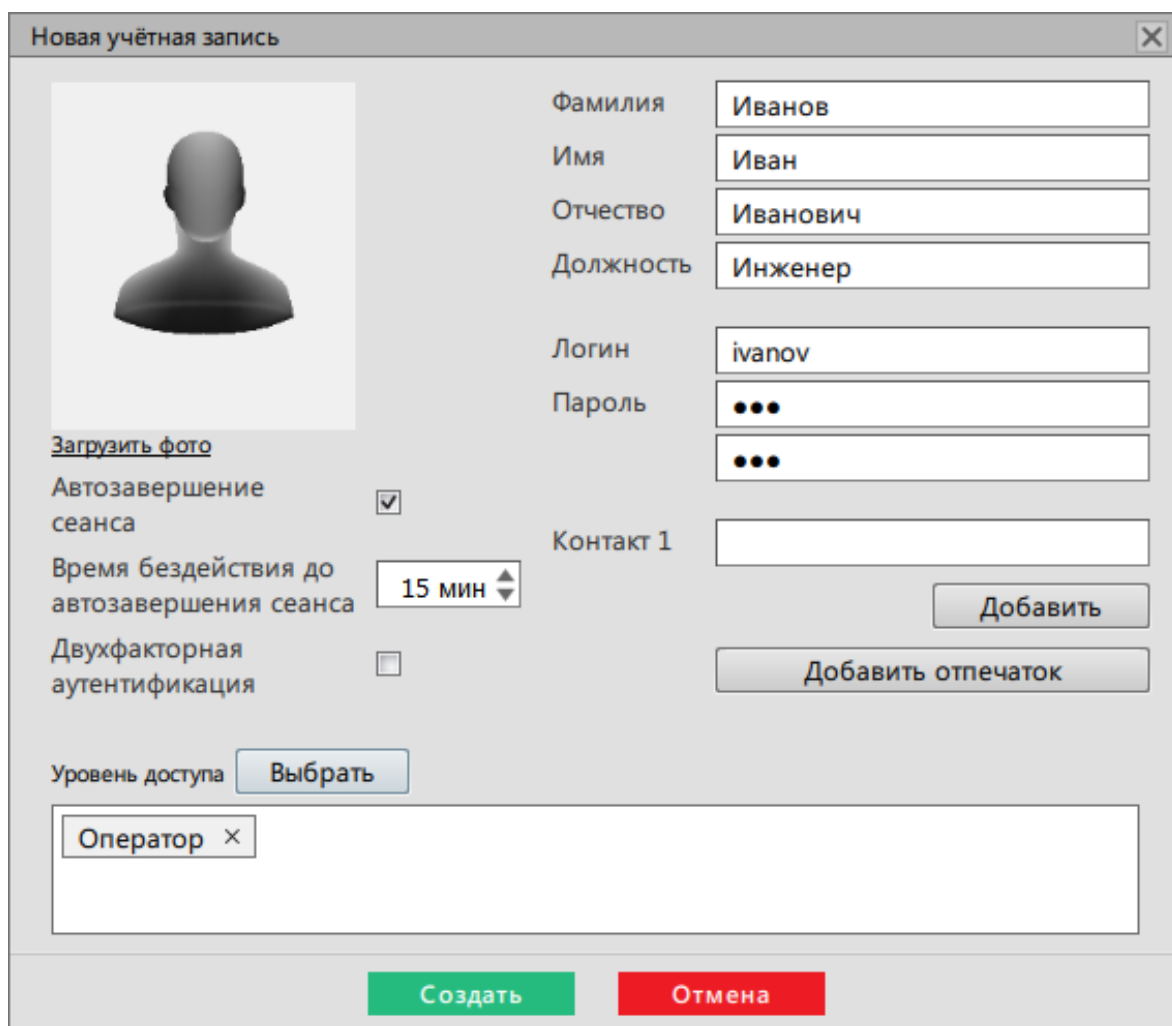 Новая учётная запись
Фамилия
Иванов
Имя
Иван
Отчество
Иванович
Должность
Инженер
Логин
ivanov
Пароль
●●●
●●●
Загрузить фото
Автозавершение
сеанса
Время бездействия до
автозавершения сеанса
15 мин
Двухфакторная
аутентификация
Контакт 1
Добавить
Добавить отпечаток
Уровень доступа
Выбрать
Оператор ×
Создать
Отмена